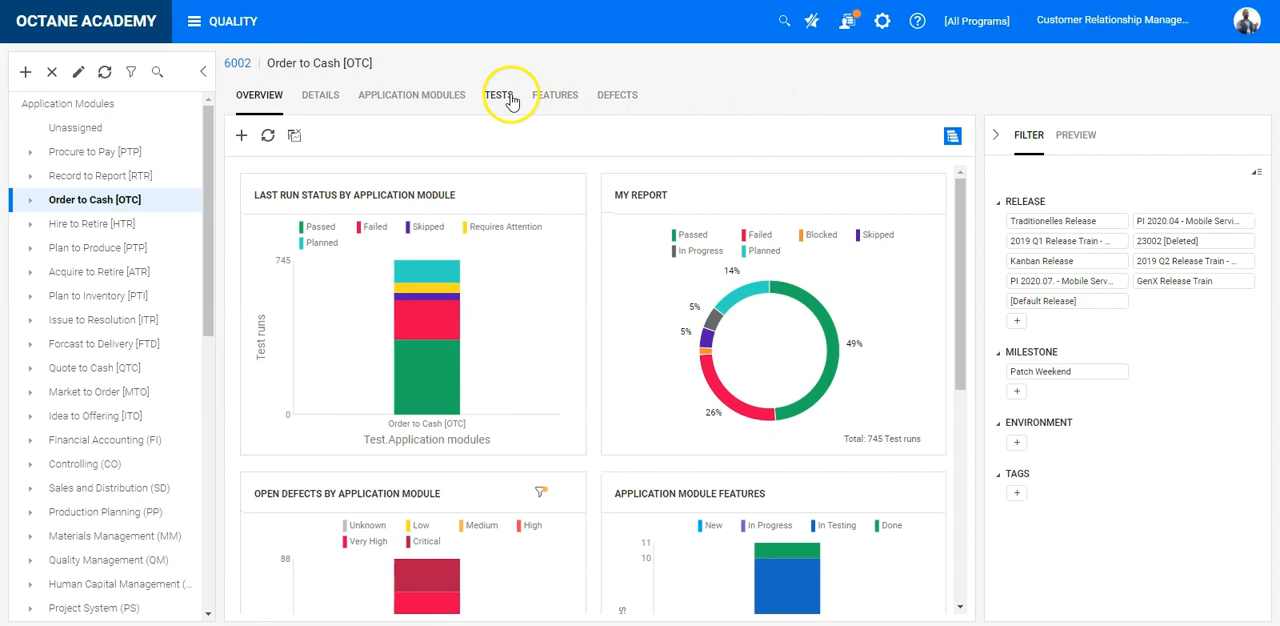 OCTANE ACADEMY
QUALITY
[All Programs]
Customer Relationship Manage...
Application Modules
Unassigned
Procure to Pay [PTP]
Record to Report [RTR]
Order to Cash [OTC]
Hire to Retire [HTR]
Plan to Produce [PTP]
Acquire to Retire [ATR]
Plan to Inventory [PTI]
Issue to Resolution [ITR]
Forcast to Delivery [FTD]
Quote to Cash [QTC]
Market to Order [MTO]
Idea to Offering [ITO]
Financial Accounting (FI)
Controlling (CO)
Sales and Distribution (SD)
Production Planning (PP)
Materials Management (MM)
Quality Management (QM)
Human Capital Management (...
Project System (PS)
6002 | Order to Cash [OTC]
OVERVIEW DETAILS APPLICATION MODULES TESTS FEATURES DEFECTS
LAST RUN STATUS BY APPLICATION MODULE
Passed Failed Skipped Requires Attention
Planned
745
Test runs
0
Order to Cash [OTC]
Test.Application modules
MY REPORT
Passed Failed Blocked Skipped
In Progress Planned
14%
5%
5%
49%
26%
Total: 745 Test runs
OPEN DEFECTS BY APPLICATION MODULE
Unknown Low Medium High
Very High Critical
88
APPLICATION MODULE FEATURES
New In Progress In Testing Done
11
10
FILTER PREVIEW
RELEASE
Traditionelles Release PI 2020.04 - Mobile Servi...
2019 Q1 Release Train - ... 23002 [Deleted]
Kanban Release 2019 Q2 Release Train - ...
PI 2020.07. - Mobile Serv... GenX Release Train
[Default Release]
MILESTONE
Patch Weekend
ENVIRONMENT
TAGS